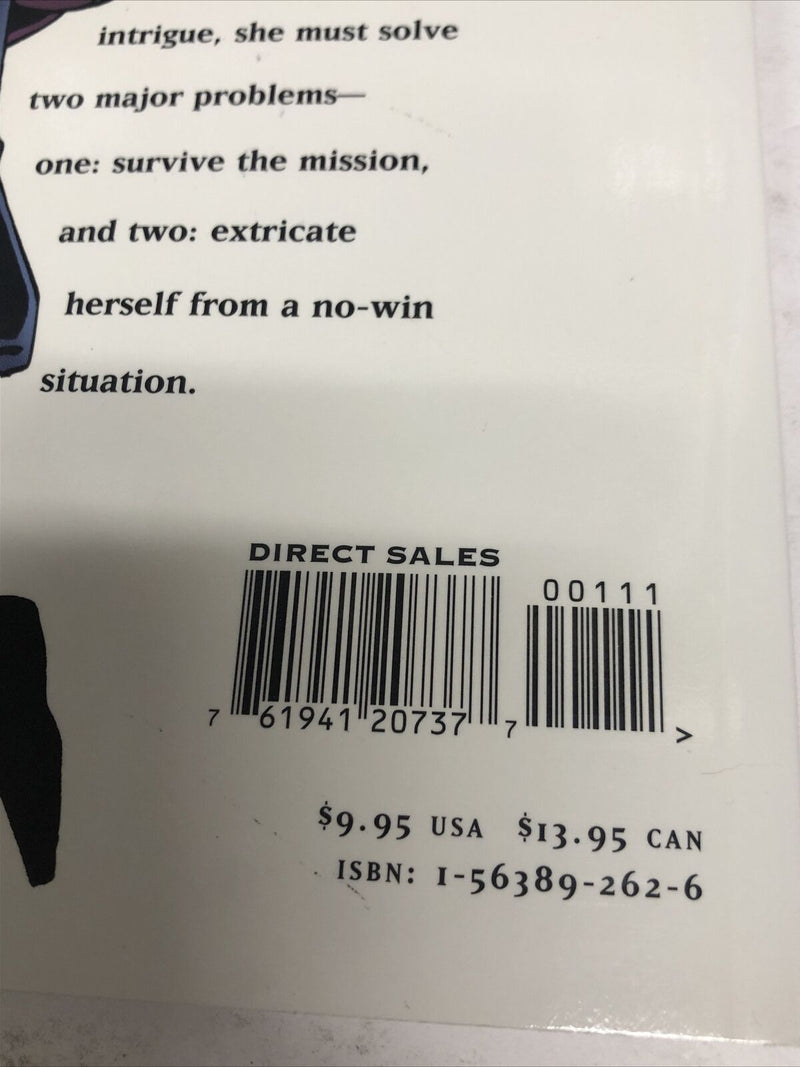 intrigue, she must solve
two major problems—
one: survive the mission,
and two: extricate
herself from a no-win
situation.
DIRECT SALES
00111
7 61941 20737 7 >
$9.95 USA $13.95 CAN
ISBN: 1-56389-262-6